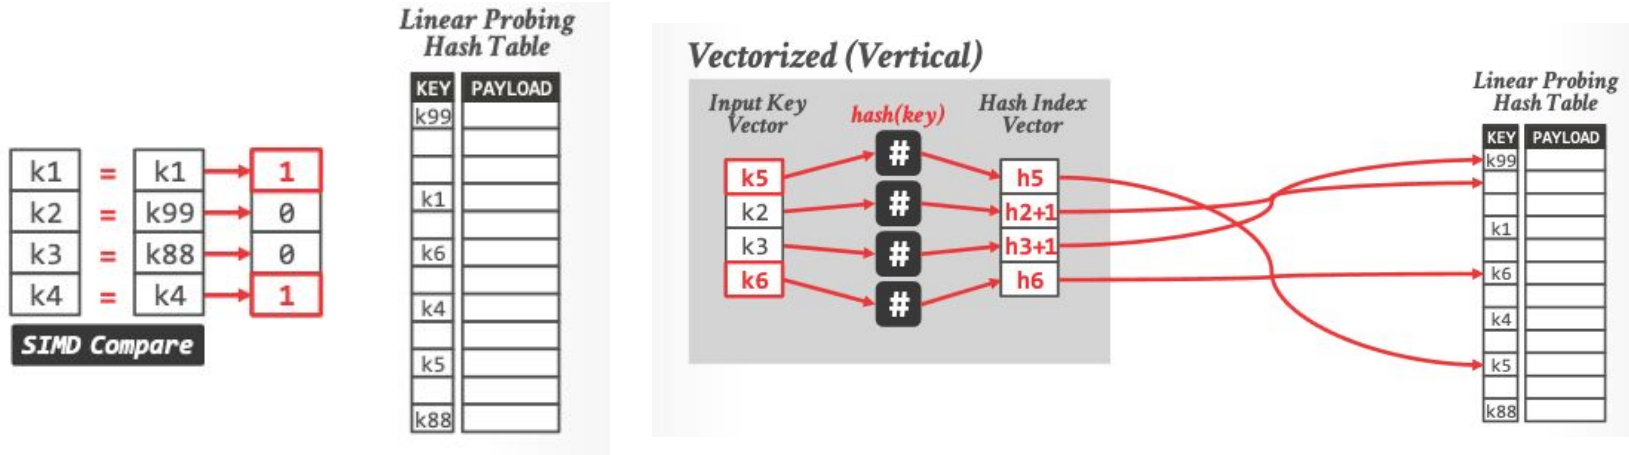 Linear Probing
Hash Table
KEY PAYLOAD
k99
k1
k6
k4
k5
k88
k1 = k1 1
k2 = k99 0
k3 = k88 0
k4 = k4 1
SIMD Compare
Vectorized (Vertical)
Input Key
Vector
hash(key)
Hash Index
Vector
k5 # h5
k2 # h2+1
k3 # h3+1
k6 # h6
Linear Probing
Hash Table
KEY PAYLOAD
k99
k1
k6
k4
k5
k88